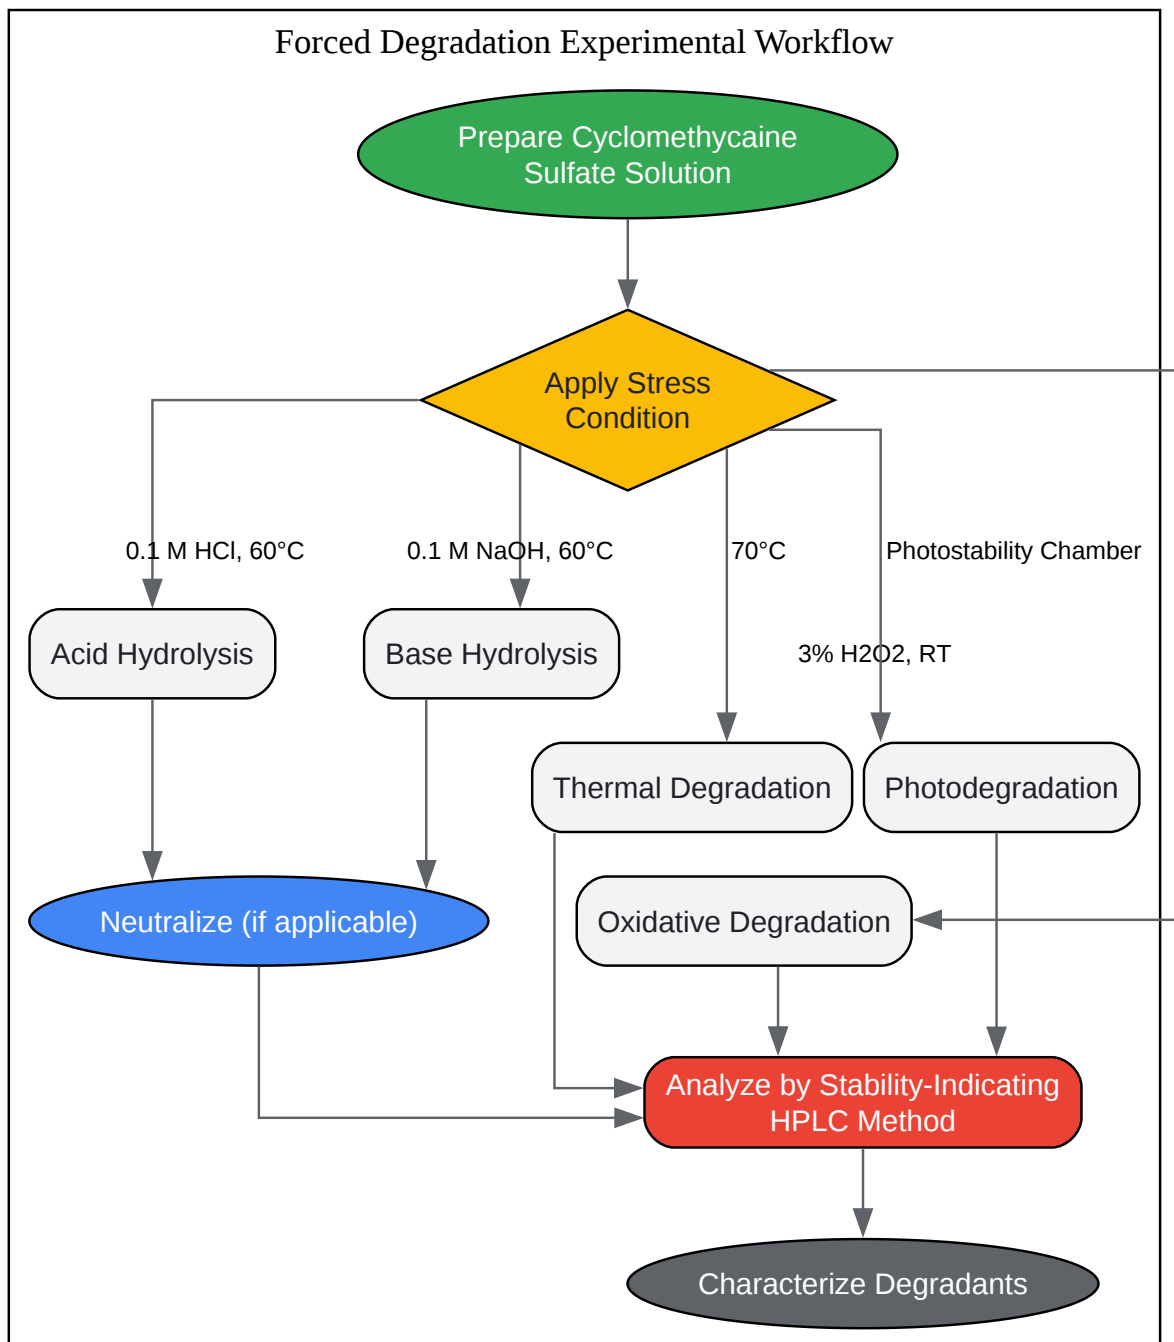 Forced Degradation Experimental Workflow
Prepare Cyclomethycaine
Sulfate Solution
Apply Stress
Condition
0.1 M HCl, 60°C
0.1 M NaOH, 60°C
70°C
Photostability Chamber
Acid Hydrolysis
Base Hydrolysis
3% H2O2, RT
Thermal Degradation
Photodegradation
Neutralize (if applicable)
Oxidative Degradation
Analyze by Stability-Indicating
HPLC Method
Characterize Degradants